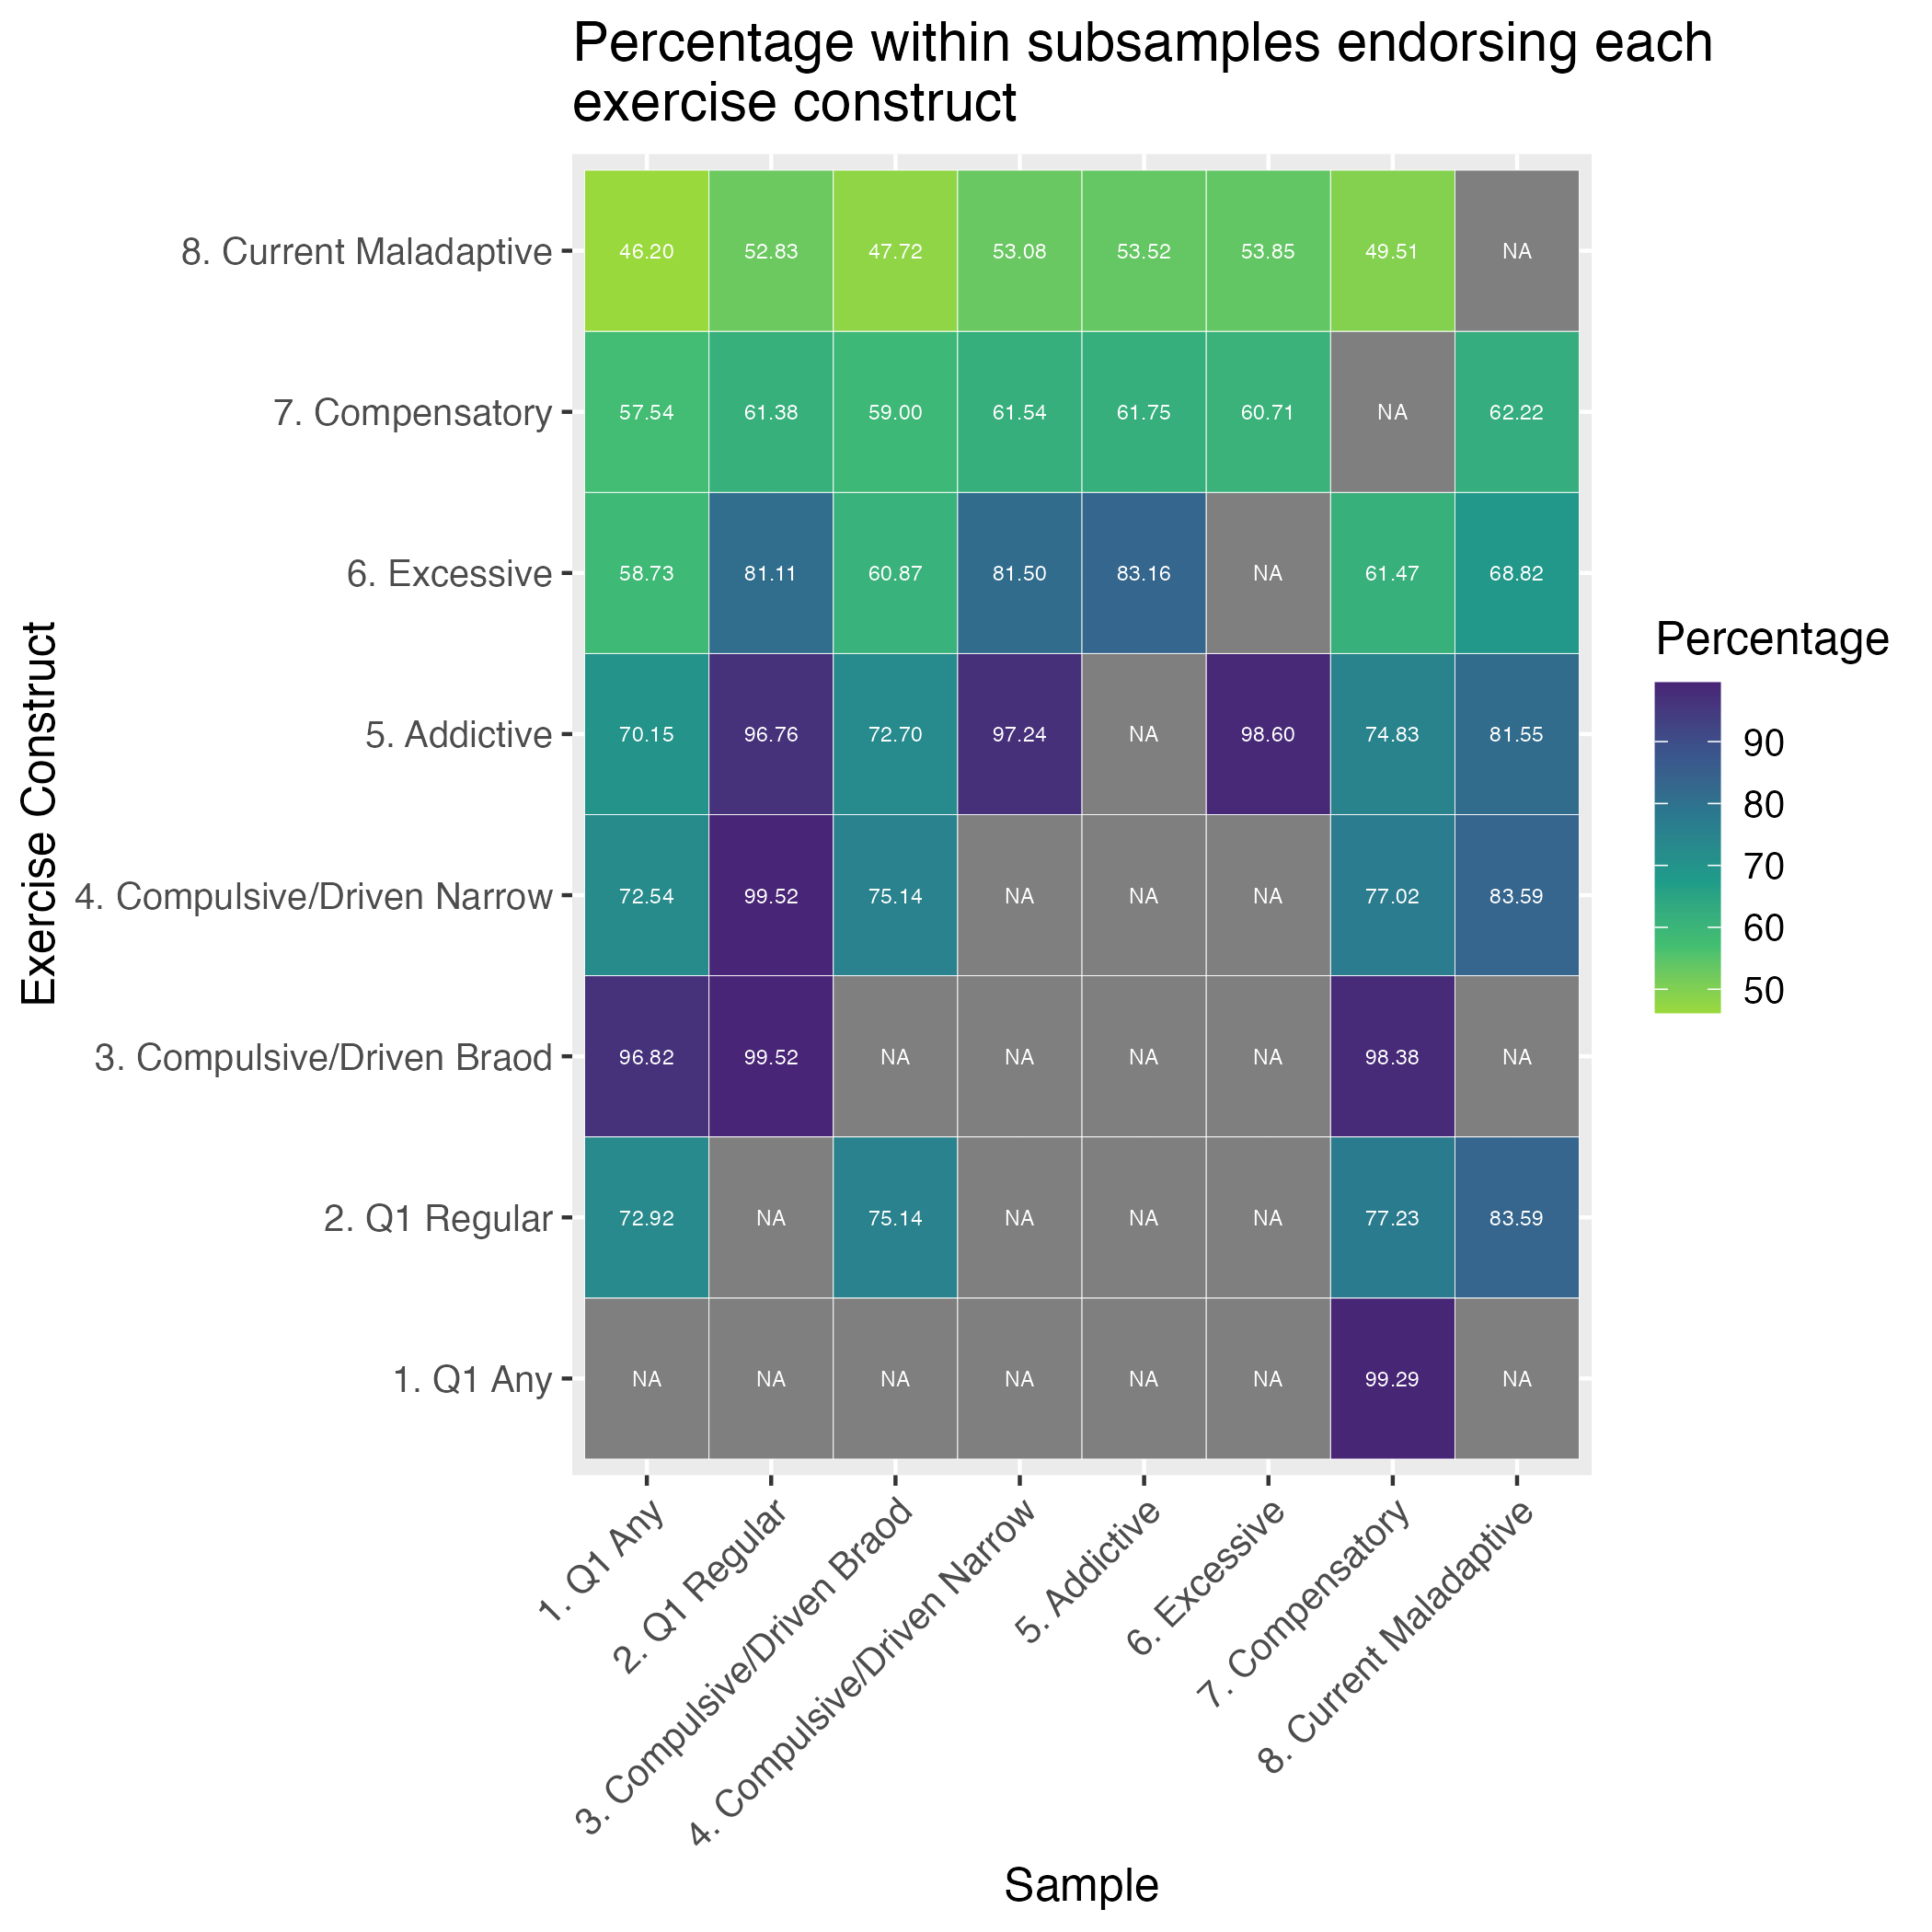 Percentage within subsamples endorsing each
exercise construct
Exercise Construct
8. Current Maladaptive 46.20 52.83 47.72 53.08 53.52 53.85 49.51 NA
7. Compensatory 57.54 61.38 59.00 61.54 61.75 60.71 NA 62.22
6. Excessive 58.73 81.11 60.87 81.50 83.16 NA 61.47 68.82
5. Addictive 70.15 96.76 72.70 97.24 NA 98.60 74.83 81.55
4. Compulsive/Driven Narrow 72.54 99.52 75.14 NA NA NA 77.02 83.59
3. Compulsive/Driven Braod 96.82 99.52 NA NA NA NA 98.38 NA
2. Q1 Regular 72.92 NA 75.14 NA NA NA 77.23 83.59
1. Q1 Any NA NA NA NA NA NA 99.29 NA
1. Q1 Any
2. Q1 Regular
3. Compulsive/Driven Braod
4. Compulsive/Driven Narrow
5. Addictive
6. Excessive
7. Compensatory
8. Current Maladaptive
Sample
Percentage
90
80
70
60
50